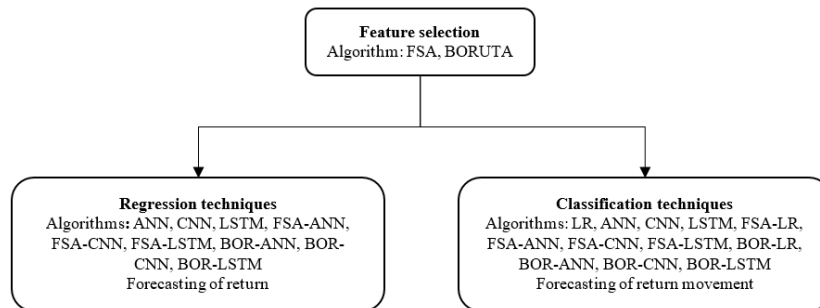 Feature selection
Algorithm: FSA, BORUTA
Regression techniques
Algorithms: ANN, CNN, LSTM, FSA-ANN,
FSA-CNN, FSA-LSTM, BOR-ANN, BOR-
CNN, BOR-LSTM
Forecasting of return
Classification techniques
Algorithms: LR, ANN, CNN, LSTM, FSA-LR,
FSA-ANN, FSA-CNN, FSA-LSTM, BOR-LR,
BOR-ANN, BOR-CNN, BOR-LSTM
Forecasting of return movement